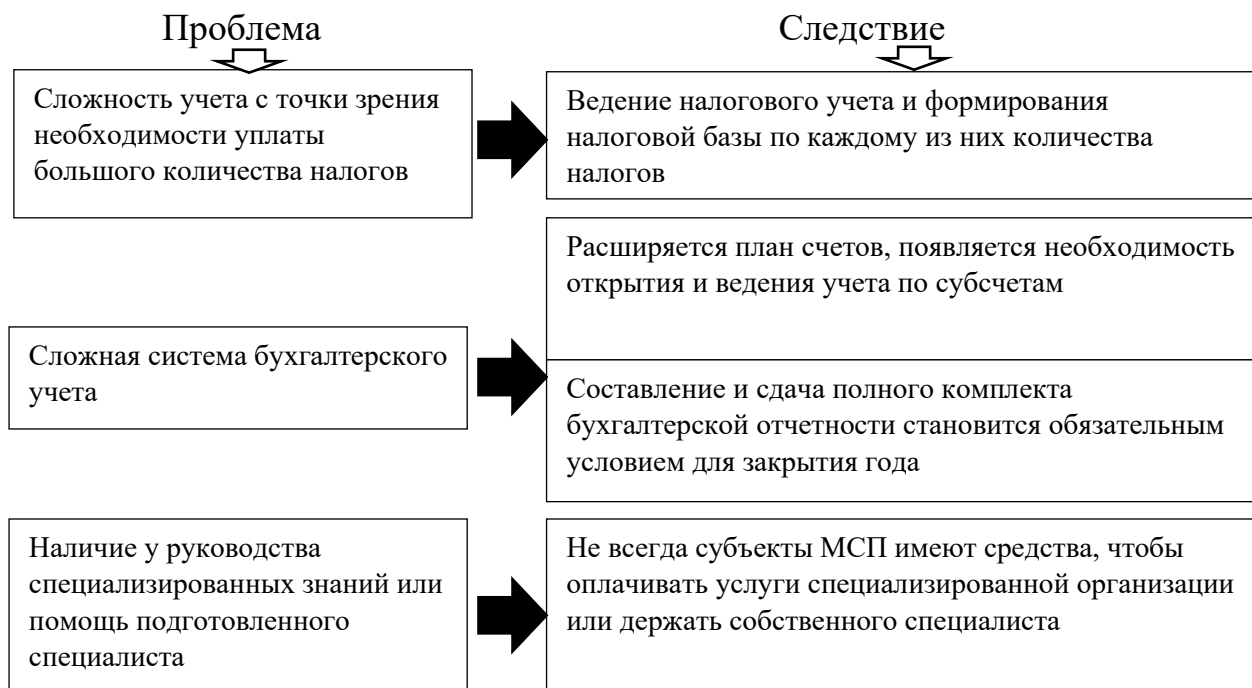 Проблема
Следствие
Сложность учета с точки зрения
необходимости уплаты
большого количества налогов
Ведение налогового учета и формирования
налоговой базы по каждому из них количества
налогов
Сложная система бухгалтерского
учета
Расширяется план счетов, появляется необходимость
открытия и ведения учета по субсчетам
Составление и сдача полного комплекта
бухгалтерской отчетности становится обязательным
условием для закрытия года
Наличие у руководства
специализированных знаний или
помощь подготовленного
специалиста
Не всегда субъекты МСП имеют средства, чтобы
оплачивать услуги специализированной организации
или держать собственного специалиста